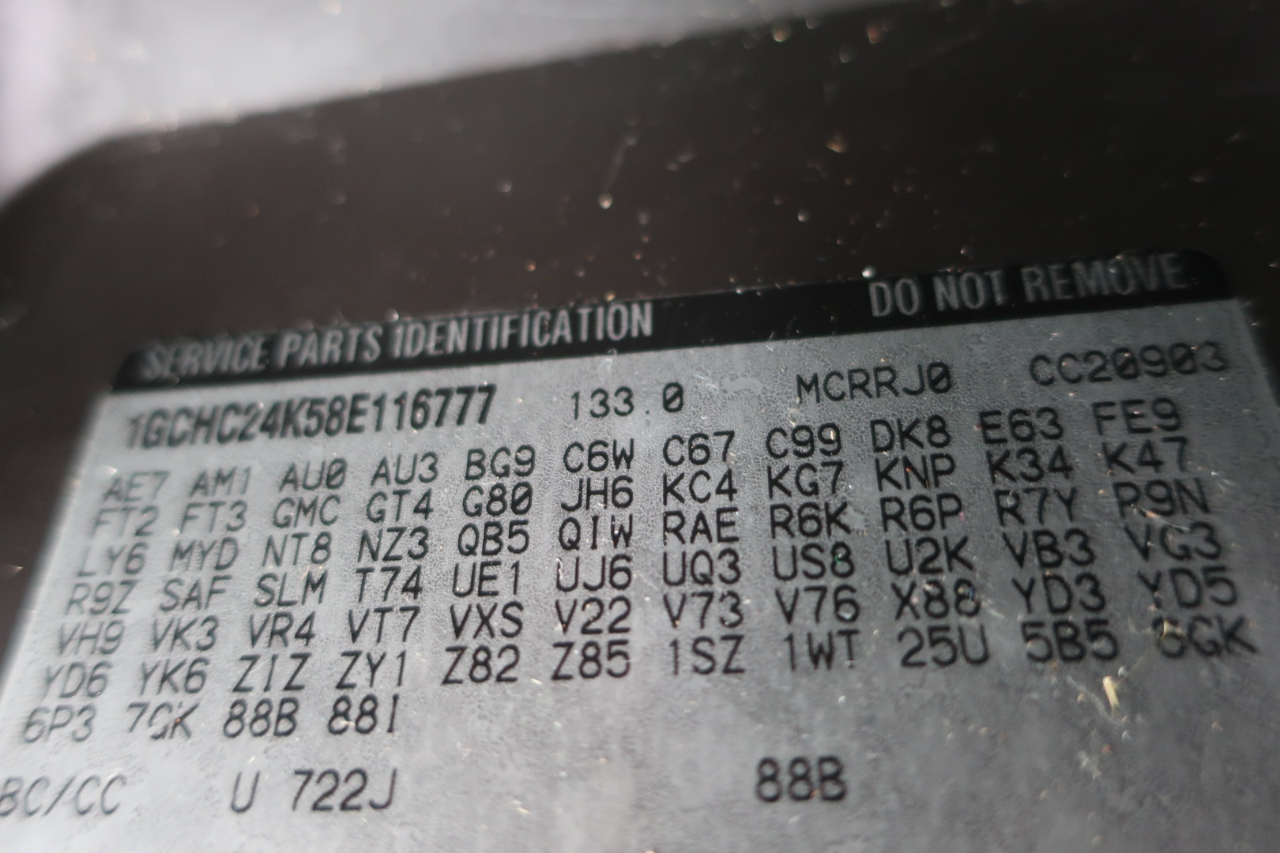 SERVICE PARTS IDENTIFICATION DO NOT REMOVE
1GCHC24K58E116777 133.0 MCRRJ0 CC20903
AE7 AM1 AU0 AU3 BG9 C6W C67 C99 DK8 E63 FE9
FT2 FT3 GMC GT4 G80 JH6 KC4 KG7 KNP K34 K47
LY6 MYD NT8 NZ3 QB5 QIW RAE R6K R6P R7Y R9N
R9Z SAF SLM T74 UE1 UJ6 UQ3 US8 U2K VB3 VG3
VH9 VK3 VR4 VT7 VXS V22 V73 V76 X88 YD3 YD5
YD6 YK6 ZIZ ZY1 Z82 Z85 1SZ 1WT 25U 5B5 6GK
6P3 7GK 88B 88I
BC/CC U 722J 88B